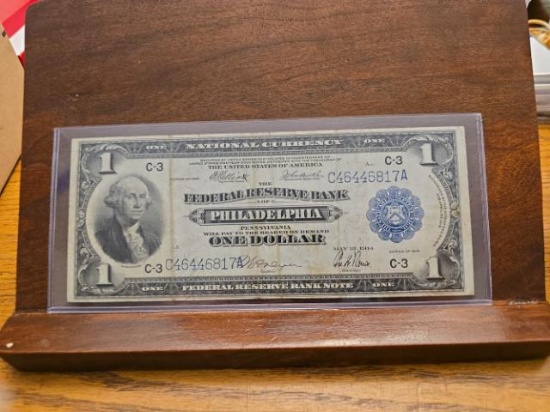 NATIONAL CURRENCY
ONE
ONE
1
C-3
THE UNITED STATES OF AMERICA
C-3
1
C46446817A
THE
FEDERAL RESERVE BANK
OF
PHILADELPHIA
PENNSYLVANIA
WILL PAY TO THE BEARER ON DEMAND
ONE DOLLAR
MAY 18, 1914
C-3
C46446817A
C-3
1
1
ONE
FEDERAL RESERVE BANK NOTE
ONE